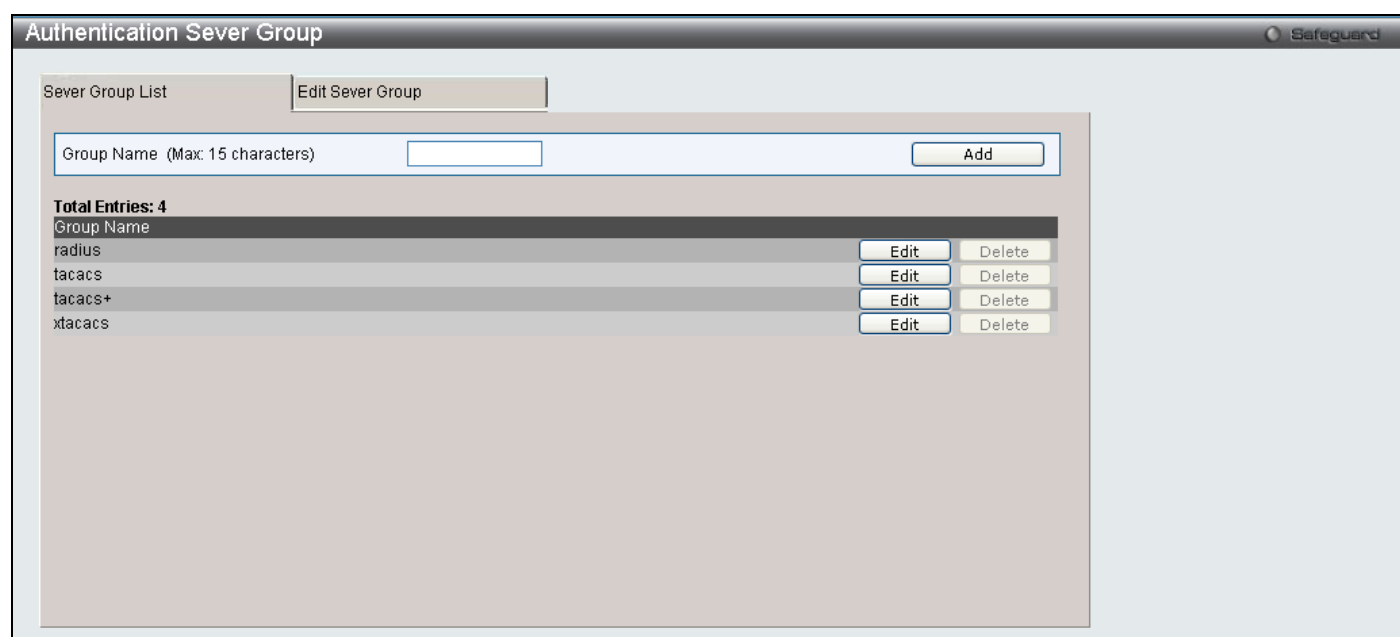 Authentication Sever Group
Safeguard
Sever Group List
Edit Sever Group
Group Name (Max: 15 characters)
Add
Total Entries: 4
Group Name
radius Edit Delete
tacacs Edit Delete
tacacs+ Edit Delete
xtacacs Edit Delete